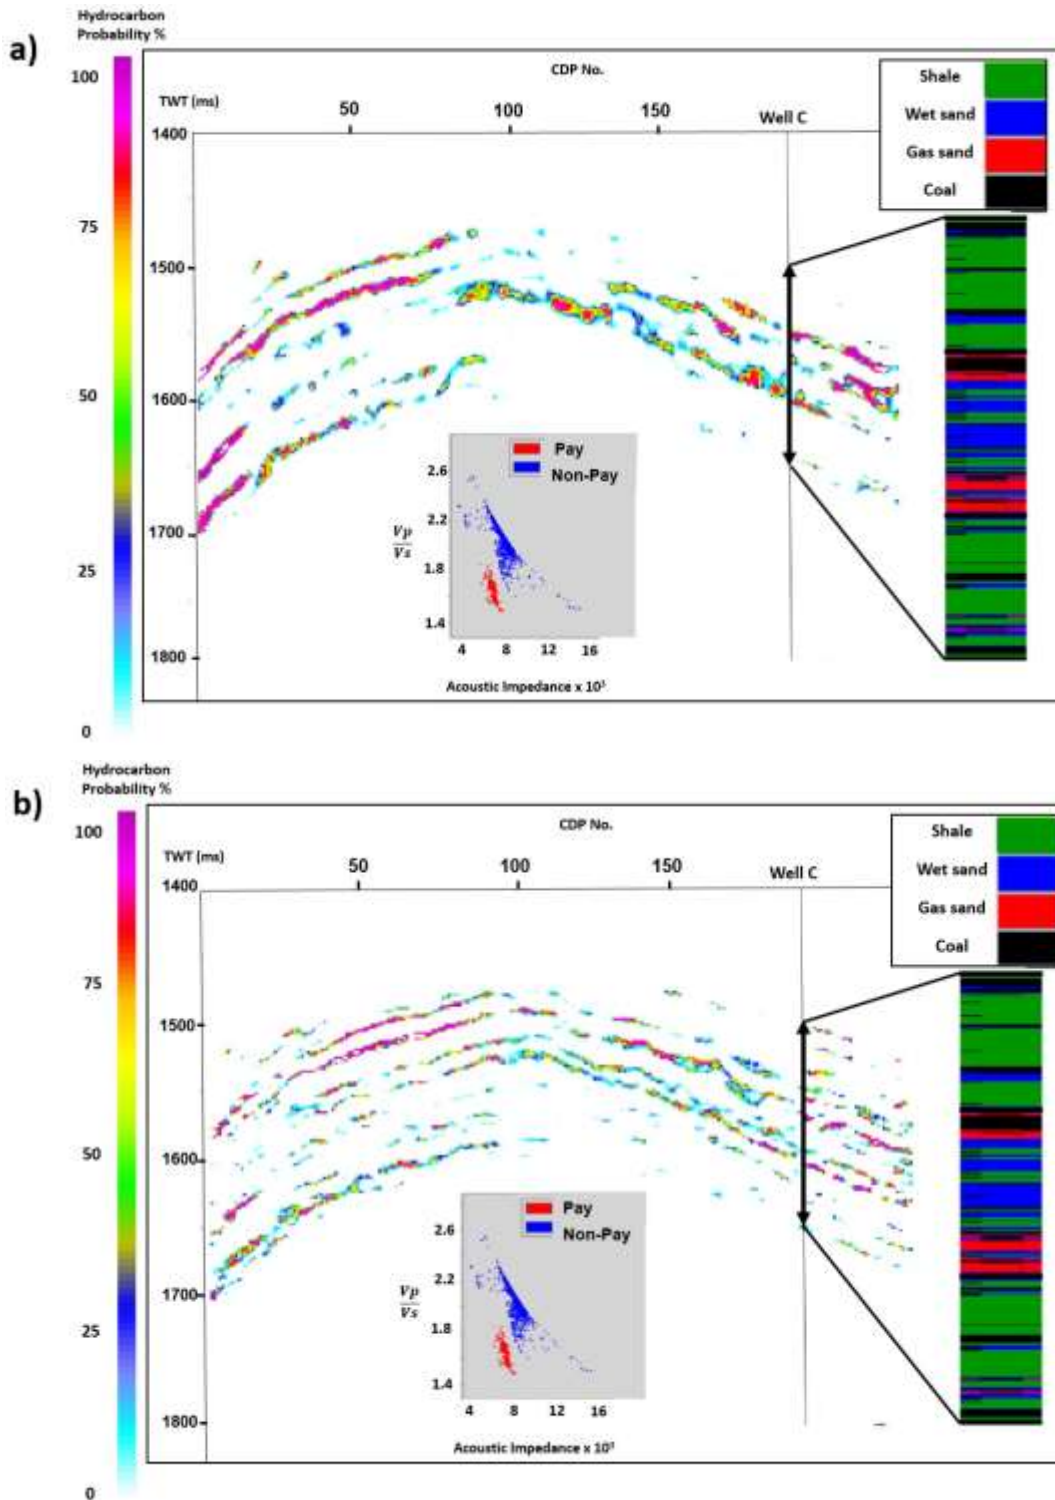 Hydrocarbon
Probability %
a)
100
75
50
25
0
CDP No.
TWT (ms)
50
100
150
Well C
1400
1500
1600
1700
1800
Shale
Wet sand
Gas sand
Coal
Pay
Non-Pay
2.6
2.2
1.8
1.4
Vp
Vs
4
8
12
16
Acoustic Impedance x 10³
Hydrocarbon
Probability %
b)
100
75
50
25
0
CDP No.
TWT (ms)
50
100
150
Well C
1400
1500
1600
1700
1800
Shale
Wet sand
Gas sand
Coal
Pay
Non-Pay
2.6
2.2
1.8
1.4
Vp
Vs
4
8
12
16
Acoustic Impedance x 10³